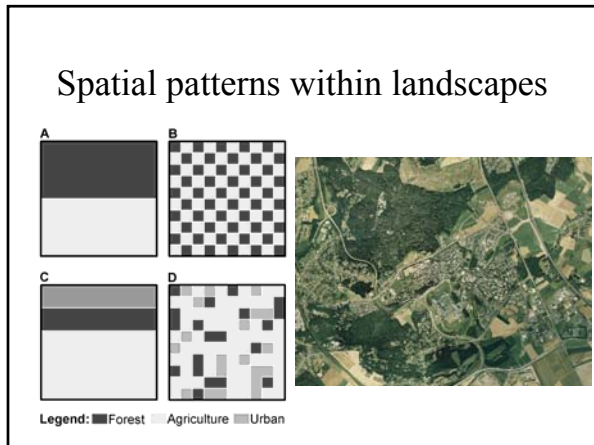 Spatial patterns within landscapes
A B
C D
Legend: Forest Agriculture Urban